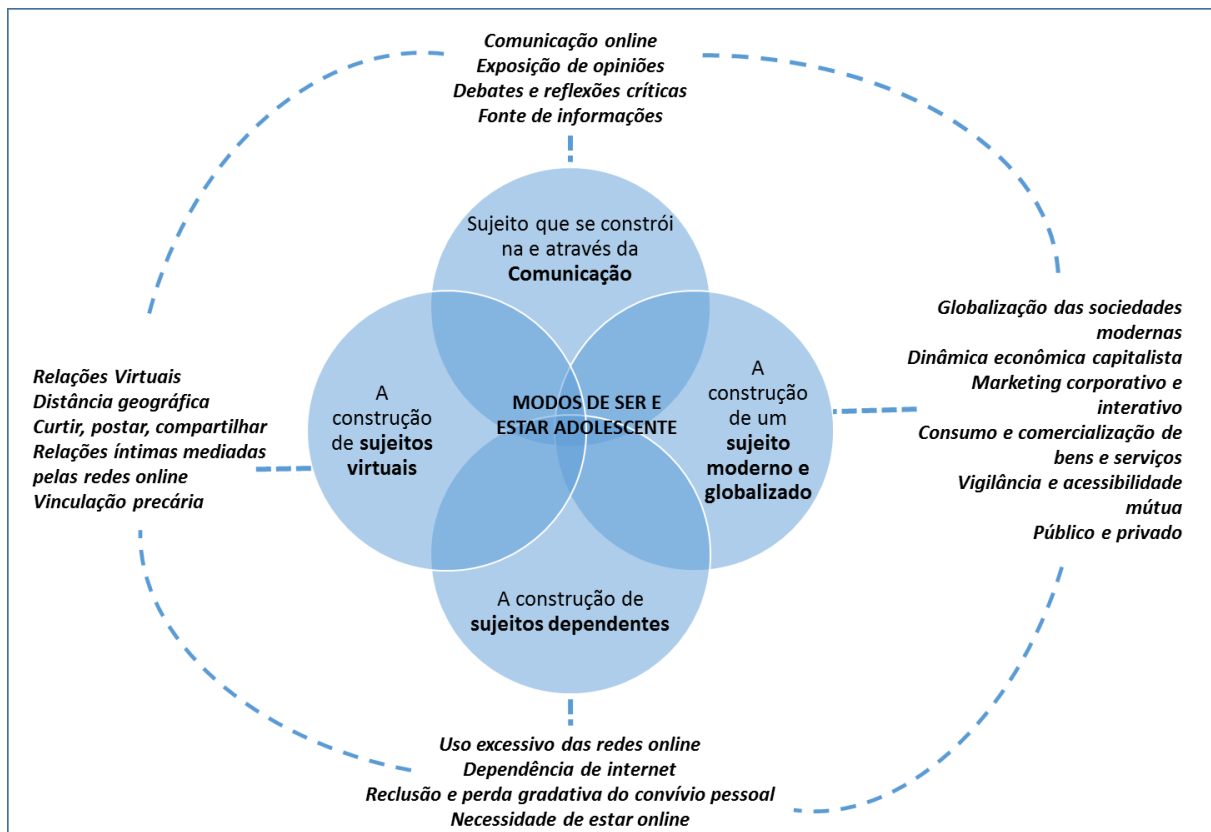 Comunicação online
Exposição de opiniões
Debates e reflexões críticas
Fonte de informações
Sujeito que se constrói
na e através da
Comunicação
Relações Virtuais
Distância geográfica
Curtir, postar, compartilhar
Relações íntimas mediadas
pelas redes online
Vinculação precária
A
construção
de sujeitos
virtuais
MODOS DE SER E
ESTAR ADOLESCENTE
A
construção
de um
sujeito
moderno e
globalizado
Globalização das sociedades
modernas
Dinâmica econômica capitalista
Marketing corporativo e
interativo
Consumo e comercialização de
bens e serviços
Vigilância e acessibilidade
mútua
Público e privado
A construção de
sujeitos dependentes
Uso excessivo das redes online
Dependência de internet
Reclusão e perda gradativa do convívio pessoal
Necessidade de estar online